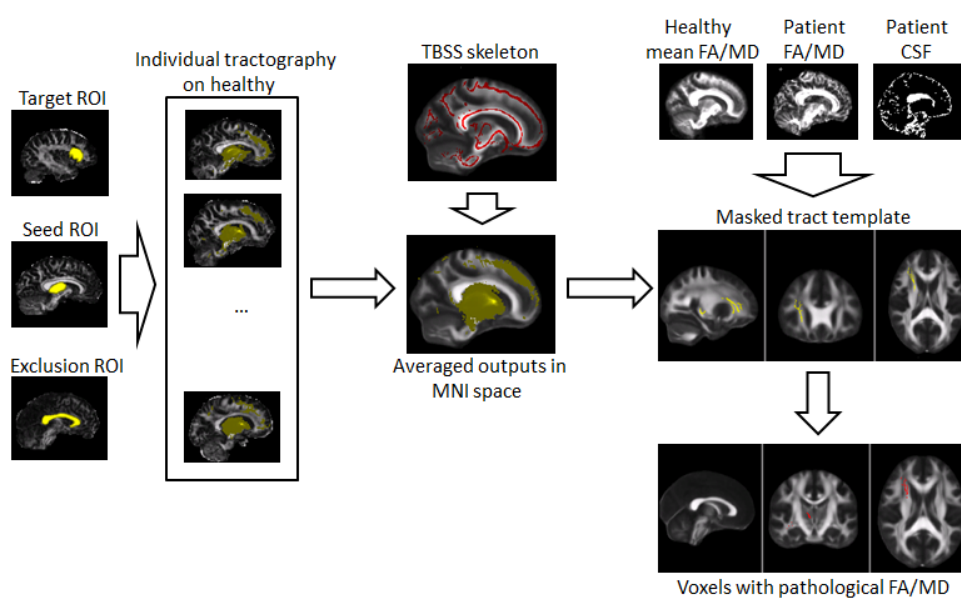 Target ROI
Seed ROI
Exclusion ROI
Individual tractography
on healthy
...
TBSS skeleton
Averaged outputs in
MNI space
Healthy
mean FA/MD
Patient
FA/MD
Patient
CSF
Masked tract template
Voxels with pathological FA/MD